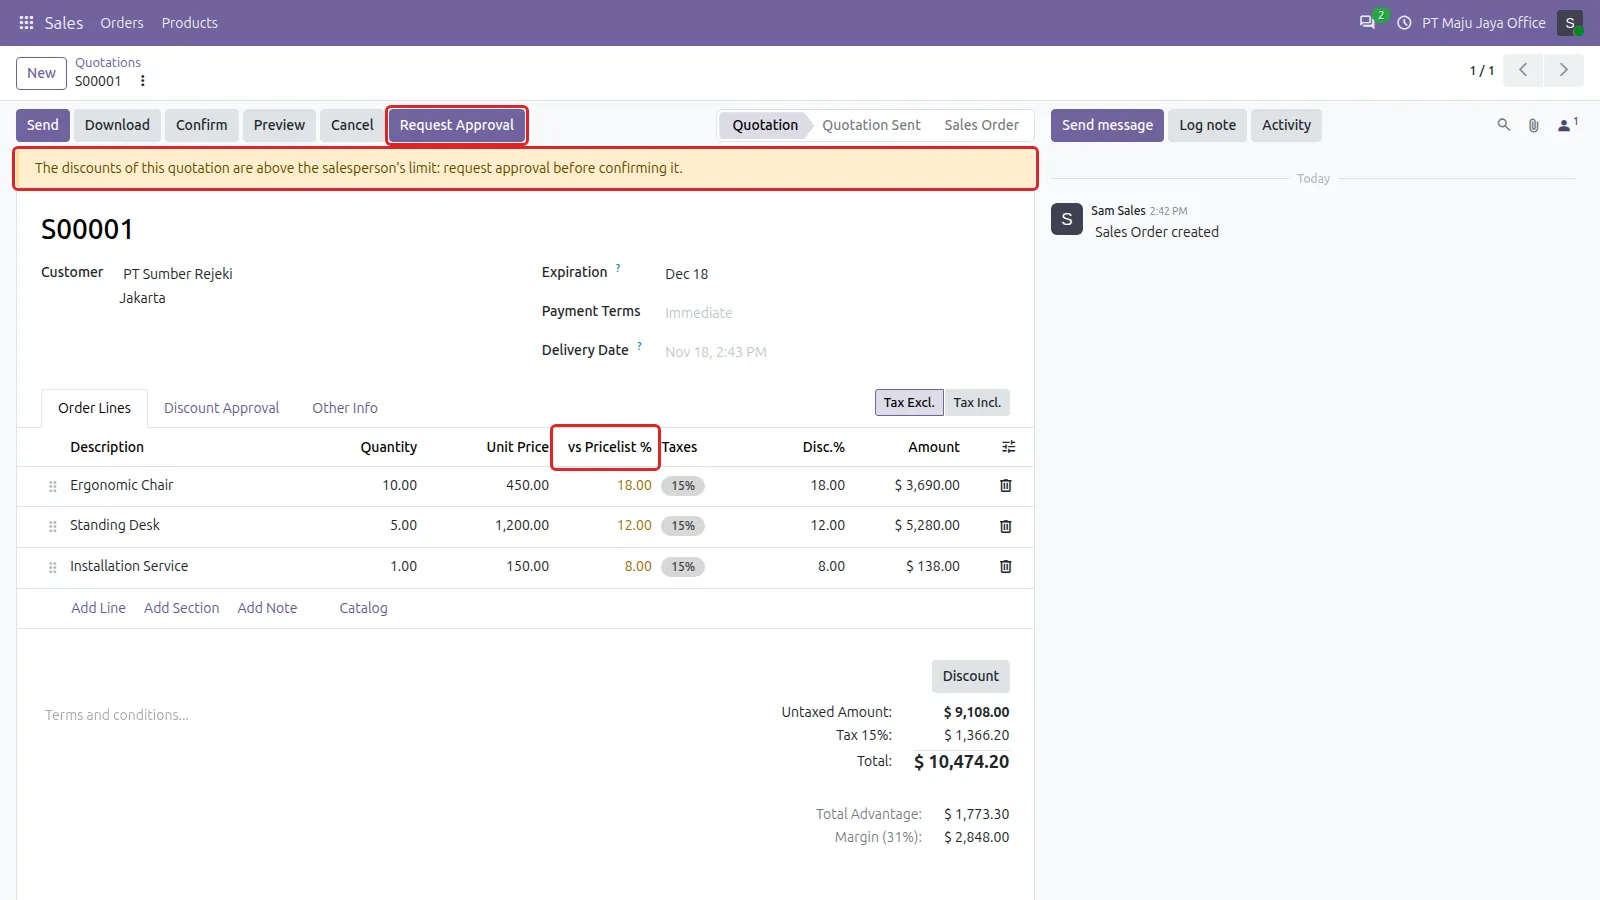 Sales Orders Products 2 PT Maju Jaya Office S
New Quotations
S00001 1 / 1
Send Download Confirm Preview Cancel Request Approval Quotation Quotation Sent Sales Order Send message Log note Activity 1
The discounts of this quotation are above the salesperson's limit: request approval before confirming it.
Today
S Sam Sales 2:42 PM
Sales Order created
S00001
Customer PT Sumber Rejeki
Jakarta
Expiration ? Dec 18
Payment Terms Immediate
Delivery Date ? Nov 18, 2:43 PM
Order Lines Discount Approval Other Info Tax Excl. Tax Incl.
Description Quantity Unit Price vs Pricelist % Taxes Disc.% Amount
Ergonomic Chair 10.00 450.00 18.00 15% 18.00 $ 3,690.00
Standing Desk 5.00 1,200.00 12.00 15% 12.00 $ 5,280.00
Installation Service 1.00 150.00 8.00 15% 8.00 $ 138.00
Add Line Add Section Add Note Catalog
Discount
Terms and conditions...
Untaxed Amount: $ 9,108.00
Tax 15%: $ 1,366.20
Total: $ 10,474.20
Total Advantage: $ 1,773.30
Margin (31%): $ 2,848.00